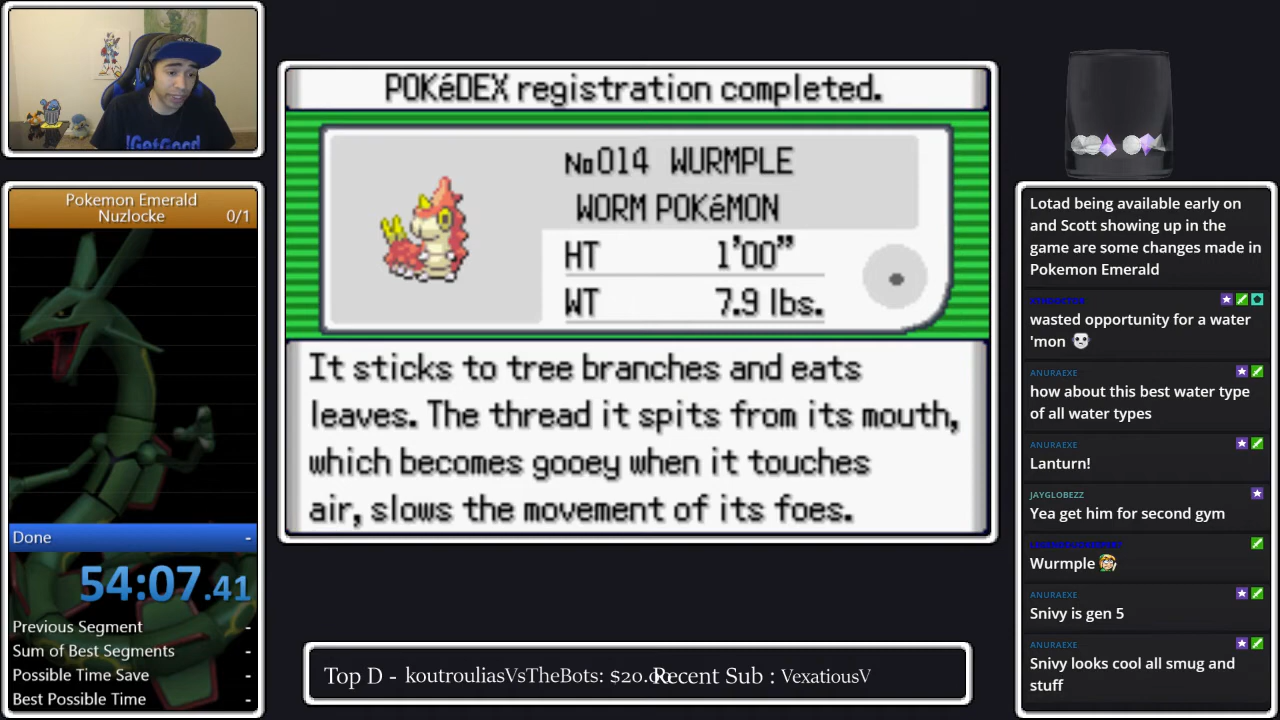 !GetGood
POKéDEX registration completed.
No014 WURMPLE
WORM POKéMON
HT 1'00"
WT 7.9 lbs.
It sticks to tree branches and eats
leaves. The thread it spits from its mouth,
which becomes gooey when it touches
air, slows the movement of its foes.
Pokemon Emerald
Nuzlocke 0/1
Done -
54:07.41
Previous Segment -
Sum of Best Segments -
Possible Time Save -
Best Possible Time -
Top D - koutrouliasVsTheBots: $20.00
Recent Sub : VexatiousV
Lotad being available early on
and Scott showing up in the
game are some changes made in
Pokemon Emerald
wasted opportunity for a water
'mon
ANURAEXE
how about this best water type
of all water types
ANURAEXE
Lanturn!
JAYGLOBEZZ
Yea get him for second gym
Wurmple
ANURAEXE
Snivy is gen 5
ANURAEXE
Snivy looks cool all smug and
stuff